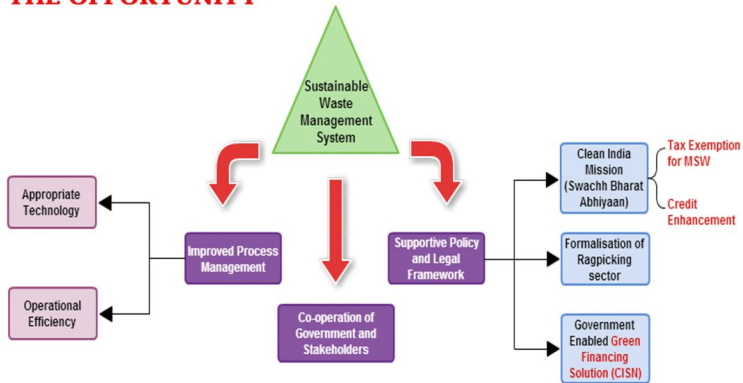 THE OPPORTUNITY
Sustainable
Waste
Management
System
Appropriate
Technology
Operational
Efficiency
Improved Process
Management
Co-operation of
Government and
Stakeholders
Supportive Policy
and Legal
Framework
Clean India
Mission
(Swachh Bharat
Abhiyaan)
Tax Exemption
for MSW
Credit
Enhancement
Formalisation of
Ragpicking
sector
Government
Enabled Green
Financing
Solution (CISN)